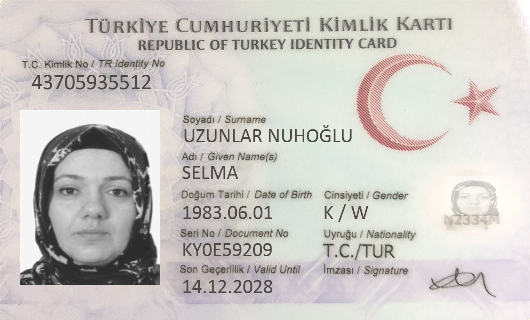 TÜRKİYE CUMHURİYETİ KİMLİK KARTI
REPUBLIC OF TURKEY IDENTITY CARD
T.C. Kimlik No / TR Identity No
43705935512
Soyadı / Surname
UZUNLAR NUHOĞLU
Adı / Given Name(s)
SELMA
Doğum Tarihi / Date of Birth Cinsiyeti / Gender
1983.06.01 K / W
Seri No / Document No Uyruğu / Nationality
KY0E59209 T.C./TUR
Son Geçerlilik / Valid Until İmzası / Signature
14.12.2028